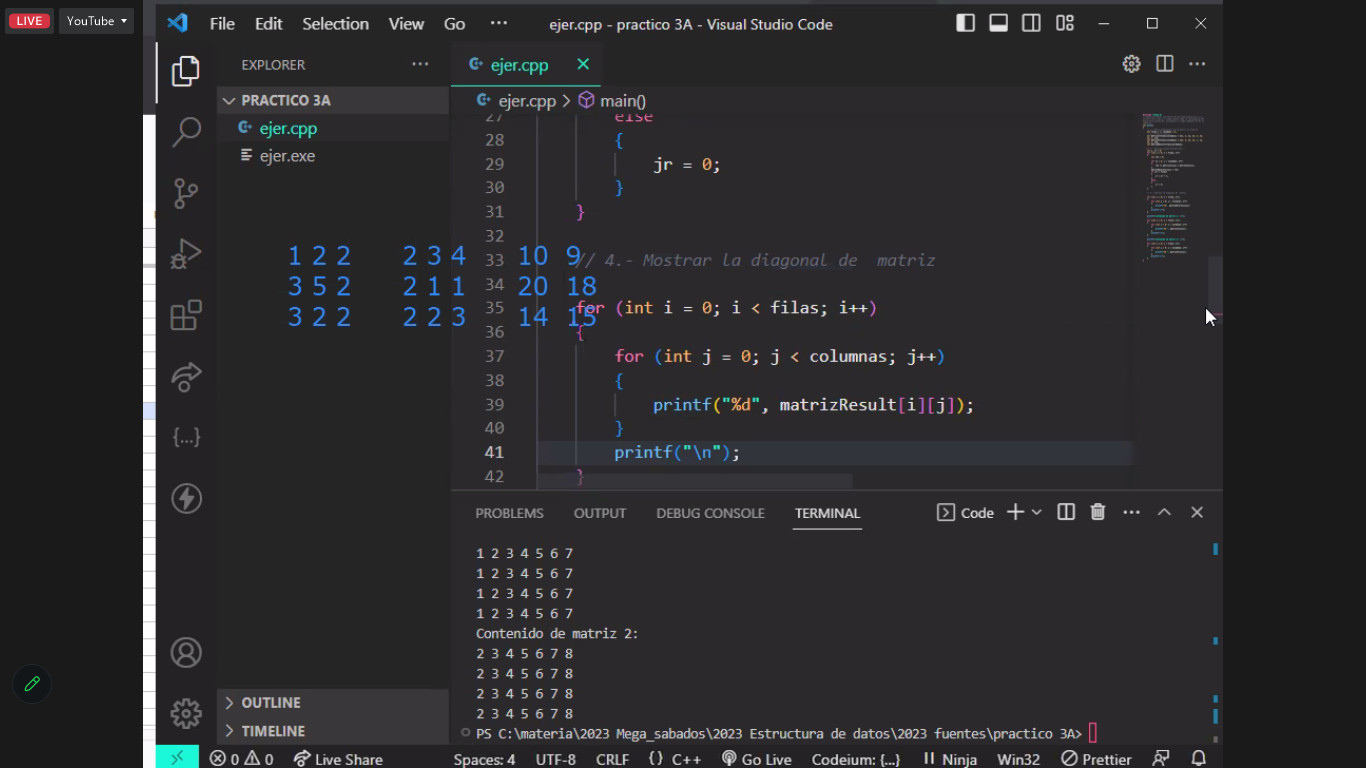 LIVE
YouTube
File Edit Selection View Go ··· ejer.cpp - practico 3A - Visual Studio Code
EXPLORER ···
ejer.cpp
PRACTICO 3A
ejer.cpp > main()
ejer.cpp
ejer.exe
27 else
28 {
29 jr = 0;
30 }
31 }
32
33 // 4.- Mostrar la diagonal de  matriz
34
35 for (int i = 0; i < filas; i++)
36 {
37 for (int j = 0; j < columnas; j++)
38 {
39 printf("%d", matrizResult[i][j]);
40 }
41 printf("\n");
42 }
1 2 2 2 3 4 10 9
3 5 2 2 1 1 20 18
3 2 2 2 2 3 14 15
PROBLEMS OUTPUT DEBUG CONSOLE TERMINAL Code
1 2 3 4 5 6 7
1 2 3 4 5 6 7
1 2 3 4 5 6 7
1 2 3 4 5 6 7
Contenido de matriz 2:
2 3 4 5 6 7 8
2 3 4 5 6 7 8
2 3 4 5 6 7 8
2 3 4 5 6 7 8
PS C:\materia\2023 Mega_sabados\2023 Estructura de datos\2023 fuentes\practico 3A>
OUTLINE
TIMELINE
0 0 Live Share Spaces: 4 UTF-8 CRLF {} C++ Go Live Codeium: {...} Ninja Win32 Prettier